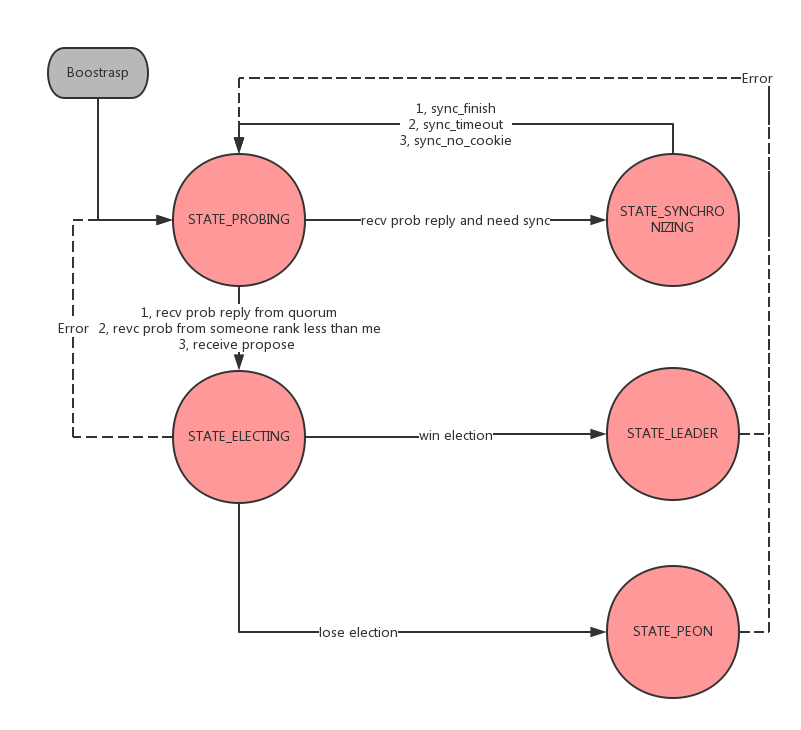 Boostrasp
Error
1, sync_finish
2, sync_timeout
3, sync_no_cookie
STATE_PROBING
recv prob reply and need sync
STATE_SYNCHRO
NIZING
1, recv prob reply from quorum
Error
2, revc prob from someone rank less than me
3, receive propose
STATE_ELECTING
win election
STATE_LEADER
lose election
STATE_PEON